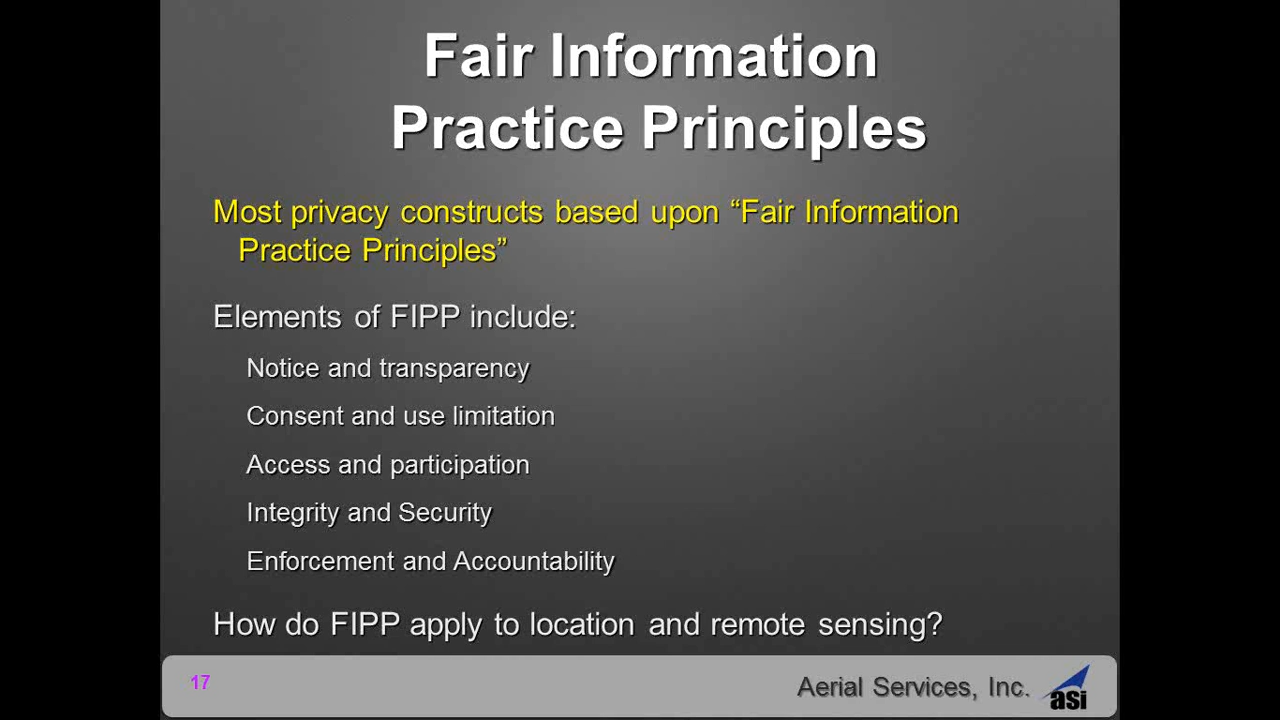 Fair Information
Practice Principles
Most privacy constructs based upon “Fair Information
Practice Principles”
Elements of FIPP include:
Notice and transparency
Consent and use limitation
Access and participation
Integrity and Security
Enforcement and Accountability
How do FIPP apply to location and remote sensing?
17
Aerial Services, Inc.
asi